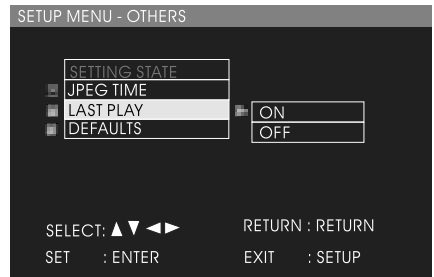 SETUP MENU - OTHERS
SETTING STATE
JPEG TIME
LAST PLAY
ON
DEFAULTS
OFF
SELECT: ▲ ▼ ◄► RETURN : RETURN
SET : ENTER EXIT : SETUP